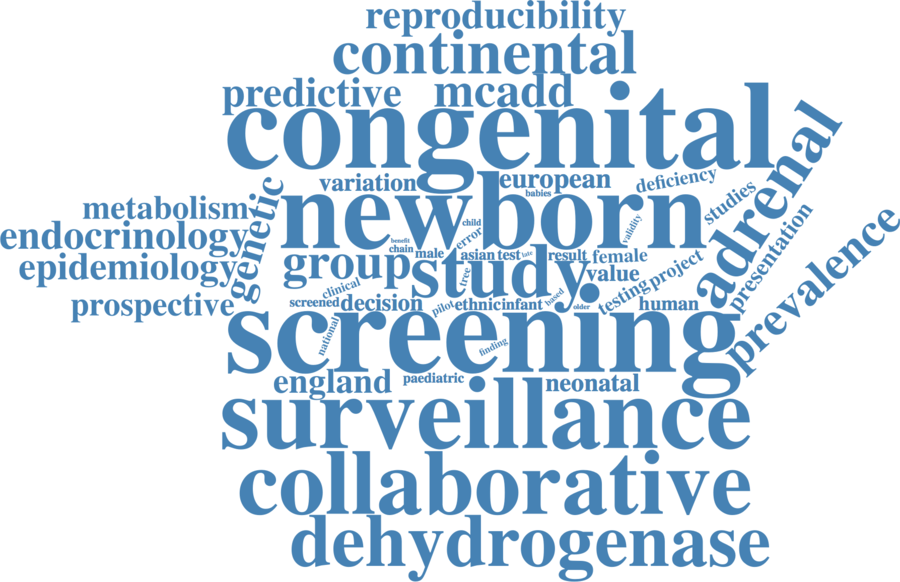 reproducibility
continental
predictive mcadd
congenital
adrenal
variation european
babies
deficiency
studies
metabolism
genetic
newborn
child
validity
endocrinology
error
benefit
chain
male
asian test late result female
epidemiology
group
study
tree
value
presentation
prevalence
prospective
clinical
screened decision
pilot ethnic infant based
older
testing project
human
screening
national
finding
england
paediatric
neonatal
surveillance
collaborative
dehydrogenase